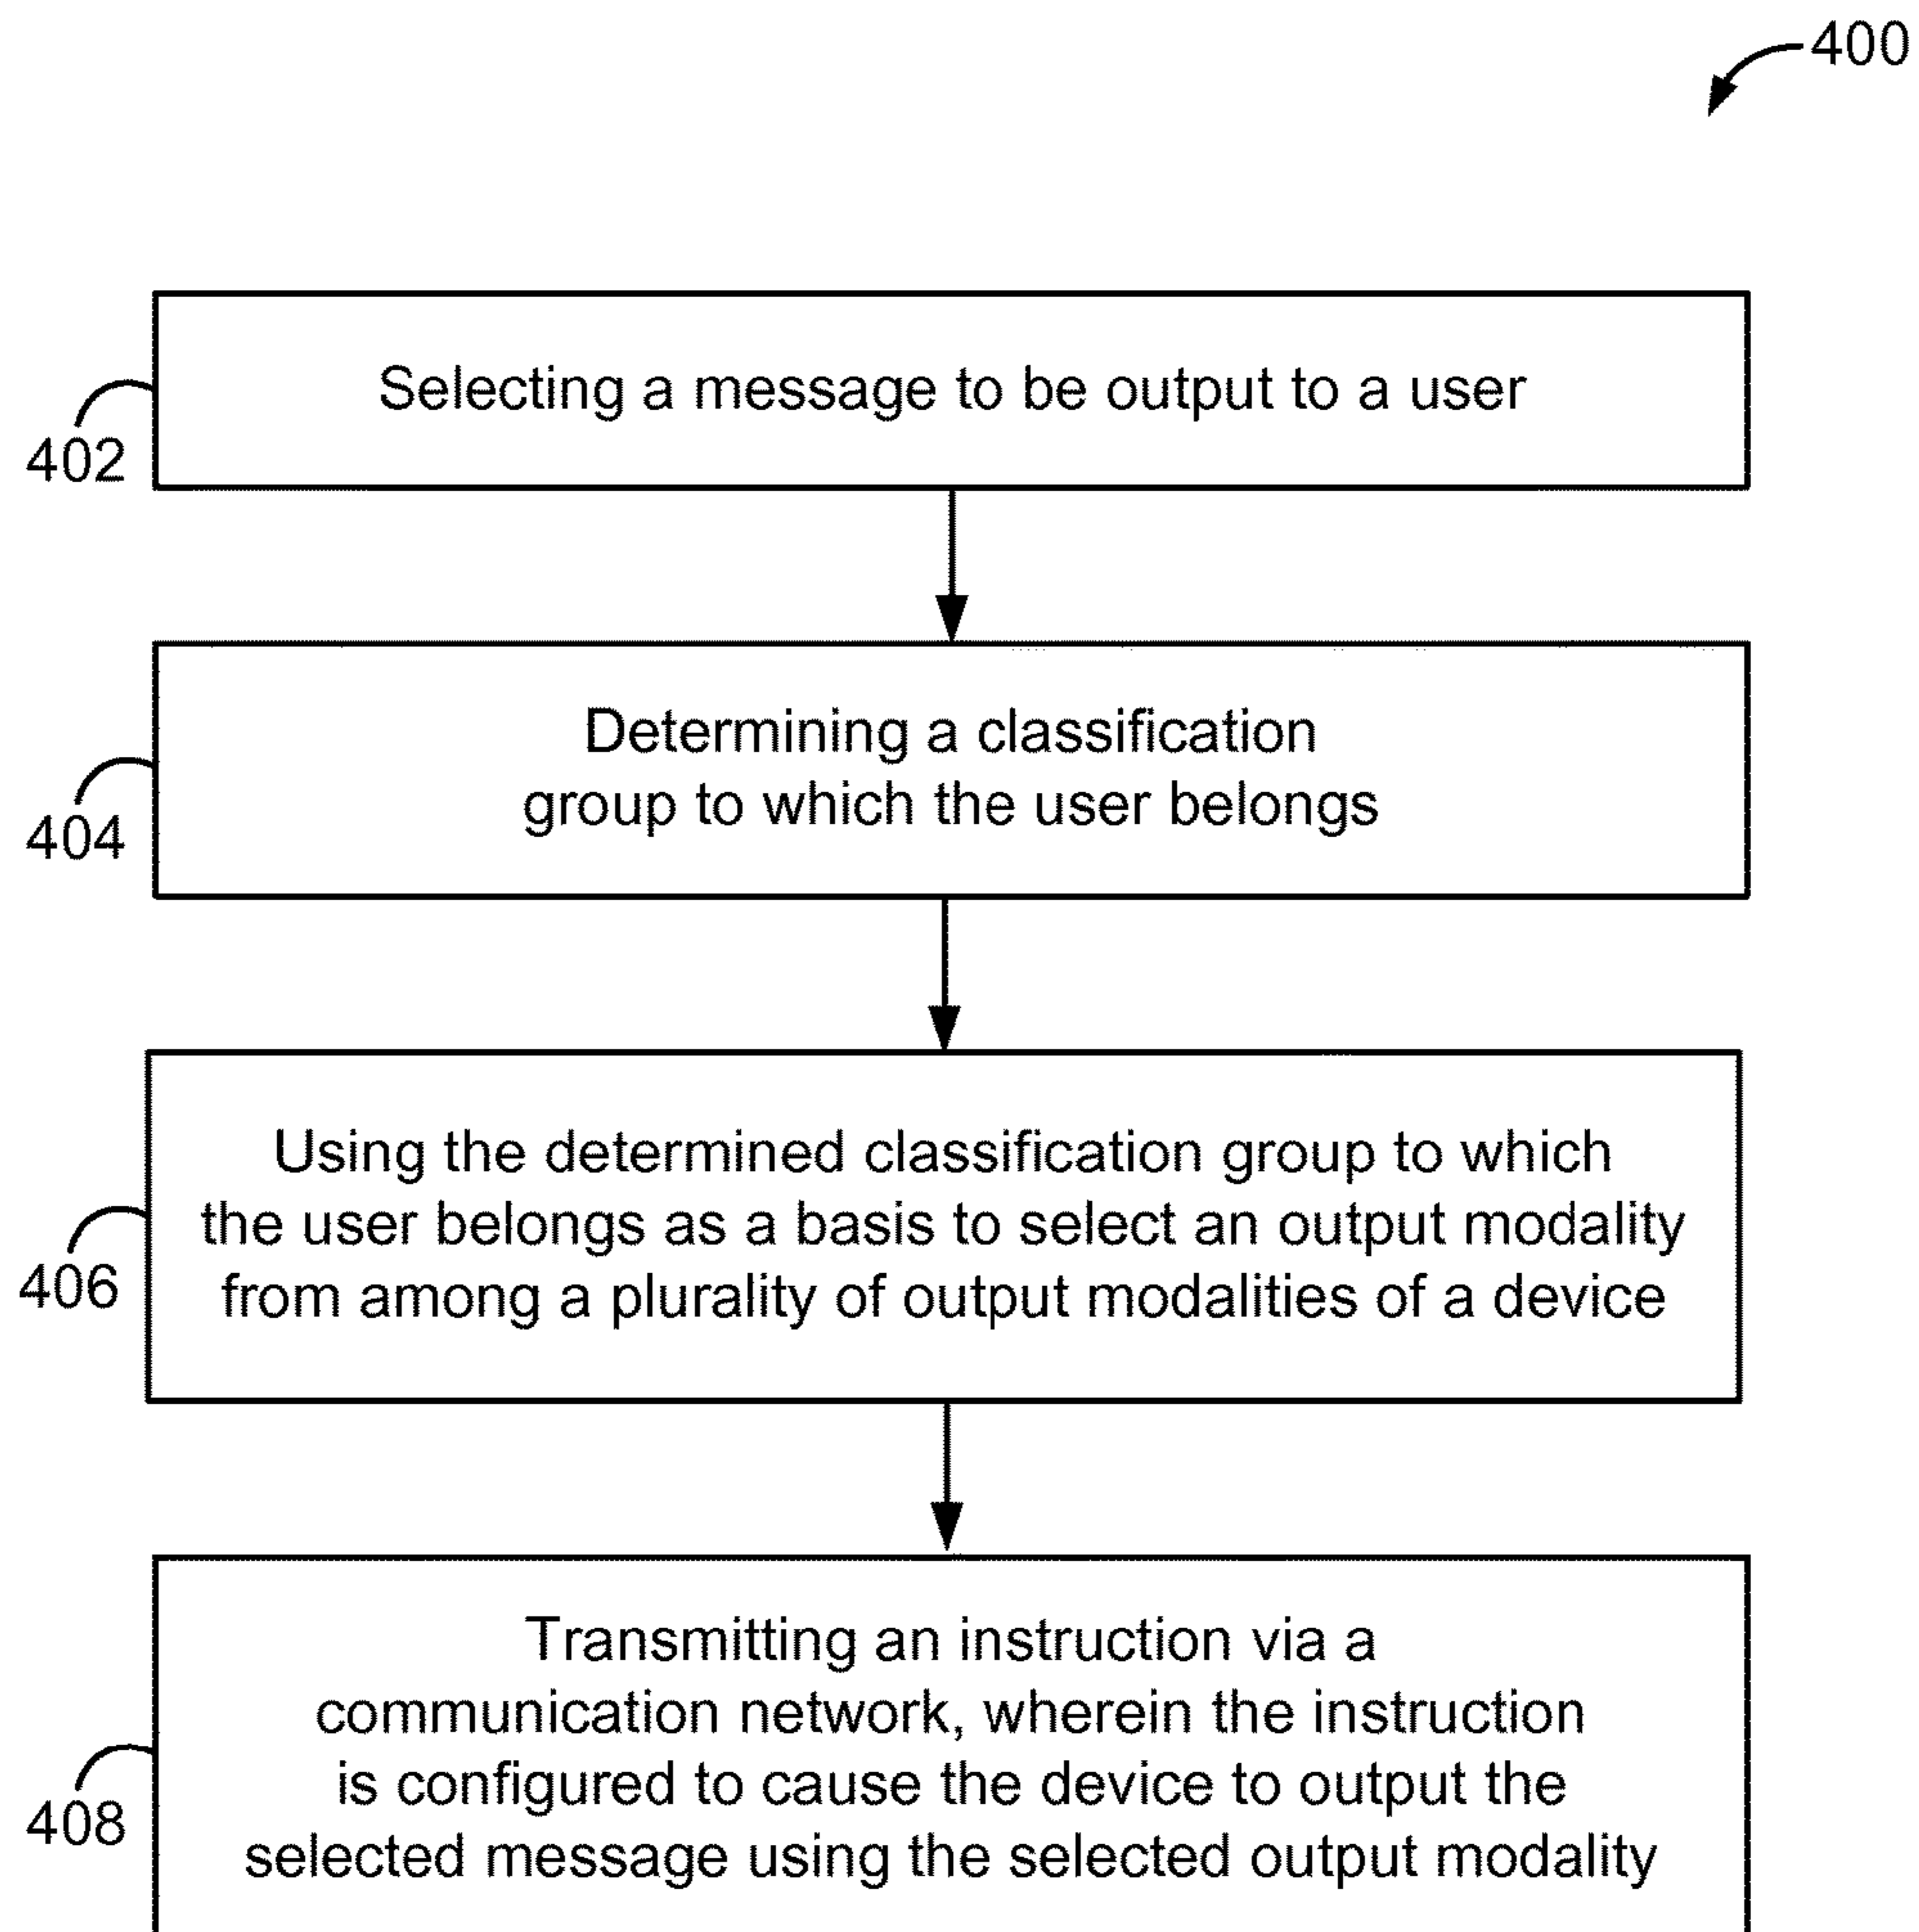 400
Selecting a message to be output to a user
402
Determining a classification
group to which the user belongs
404
Using the determined classification group to which
the user belongs as a basis to select an output modality
from among a plurality of output modalities of a device
406
Transmitting an instruction via a
communication network, wherein the instruction
is configured to cause the device to output the
selected message using the selected output modality
408